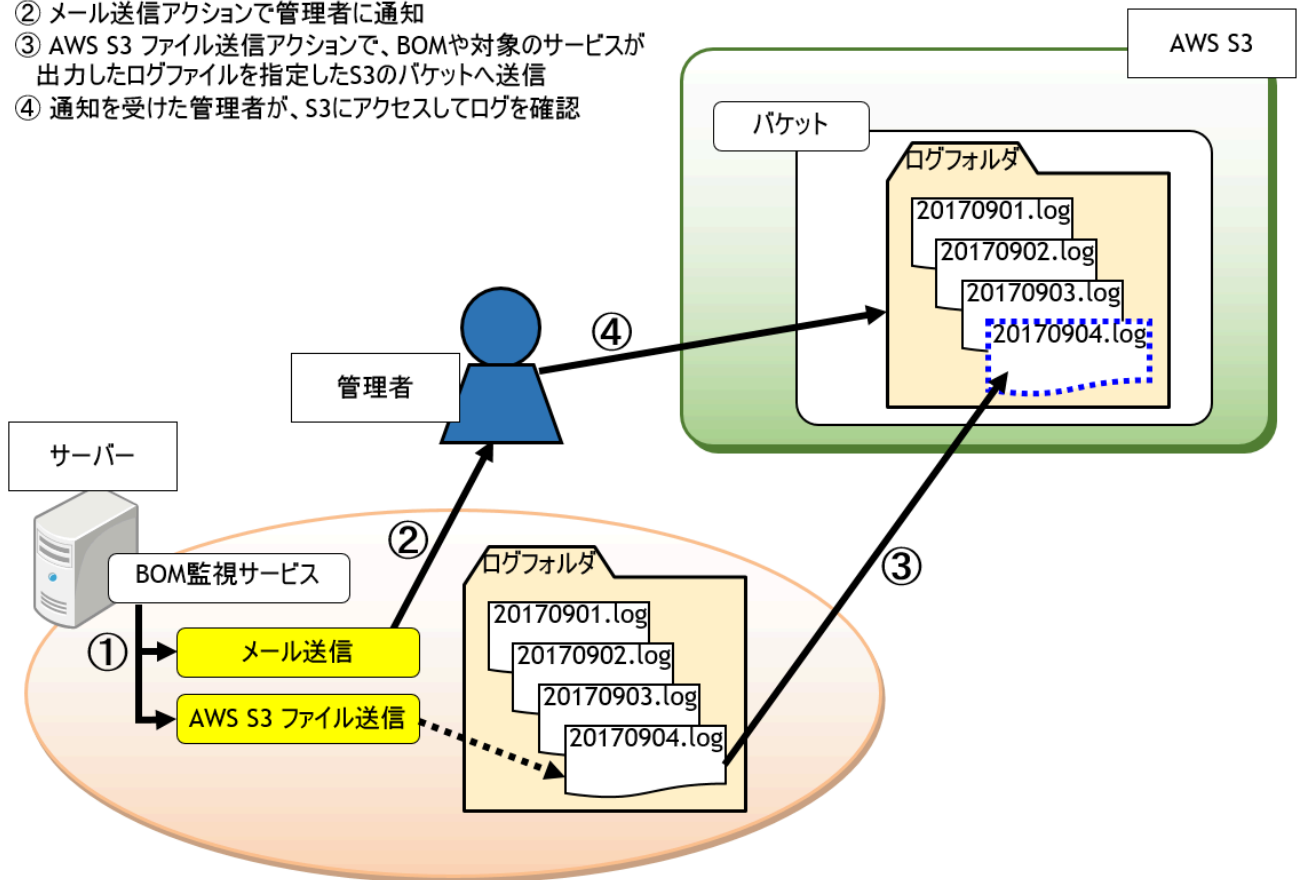 ② メール送信アクションで管理者に通知
③ AWS S3 ファイル送信アクションで、BOMや対象のサービスが
出力したログファイルを指定したS3のバケットへ送信
④ 通知を受けた管理者が、S3にアクセスしてログを確認
AWS S3
バケット
ログフォルダ
20170901.log
20170902.log
20170903.log
20170904.log
④
管理者
サーバー
②
③
BOM監視サービス
①
メール送信
AWS S3 ファイル送信
ログフォルダ
20170901.log
20170902.log
20170903.log
20170904.log